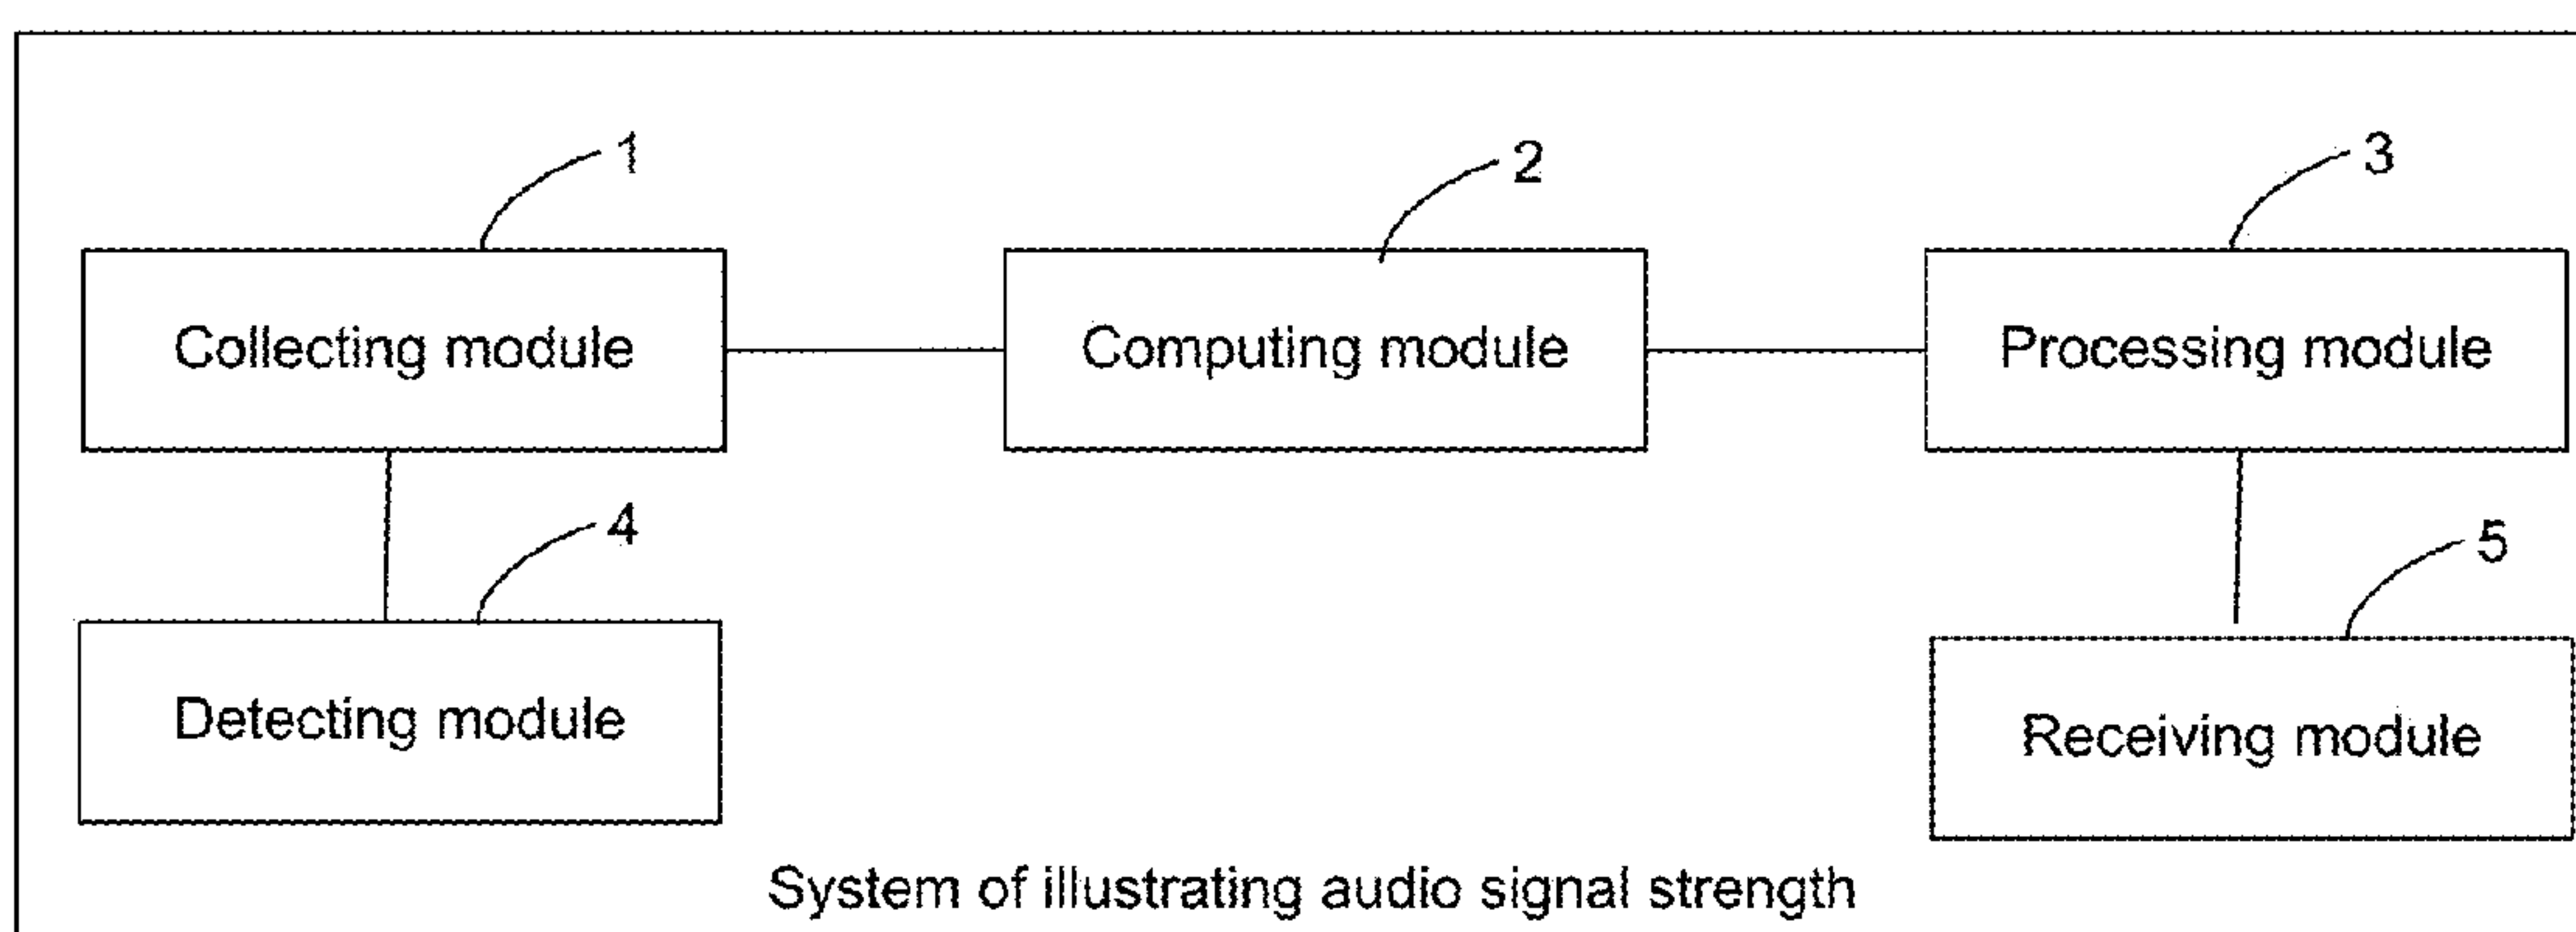 1
2
3
Collecting module
Computing module
Processing module
4
5
Detecting module
Receiving module
System of illustrating audio signal strength